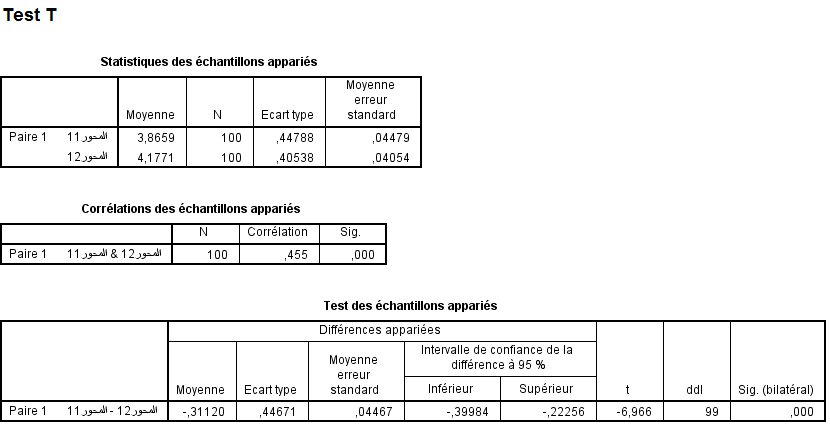 Test T
Statistiques des échantillons appariés
Moyenne N Ecart type Moyenne erreur standard
Paire 1 المحور11 3,8659 100 ,44788 ,04479
المحور12 4,1771 100 ,40538 ,04054
Corrélations des échantillons appariés
N Corrélation Sig.
Paire 1 المحور11 & المحور12 100 ,455 ,000
Test des échantillons appariés
Différences appariées
Intervalle de confiance de la différence à 95 %
Moyenne Ecart type Moyenne erreur standard Inférieur Supérieur t ddl Sig. (bilatéral)
Paire 1 المحور11 - المحور12 -,31120 ,44671 ,04467 -,39984 -,22256 -6,966 99 ,000